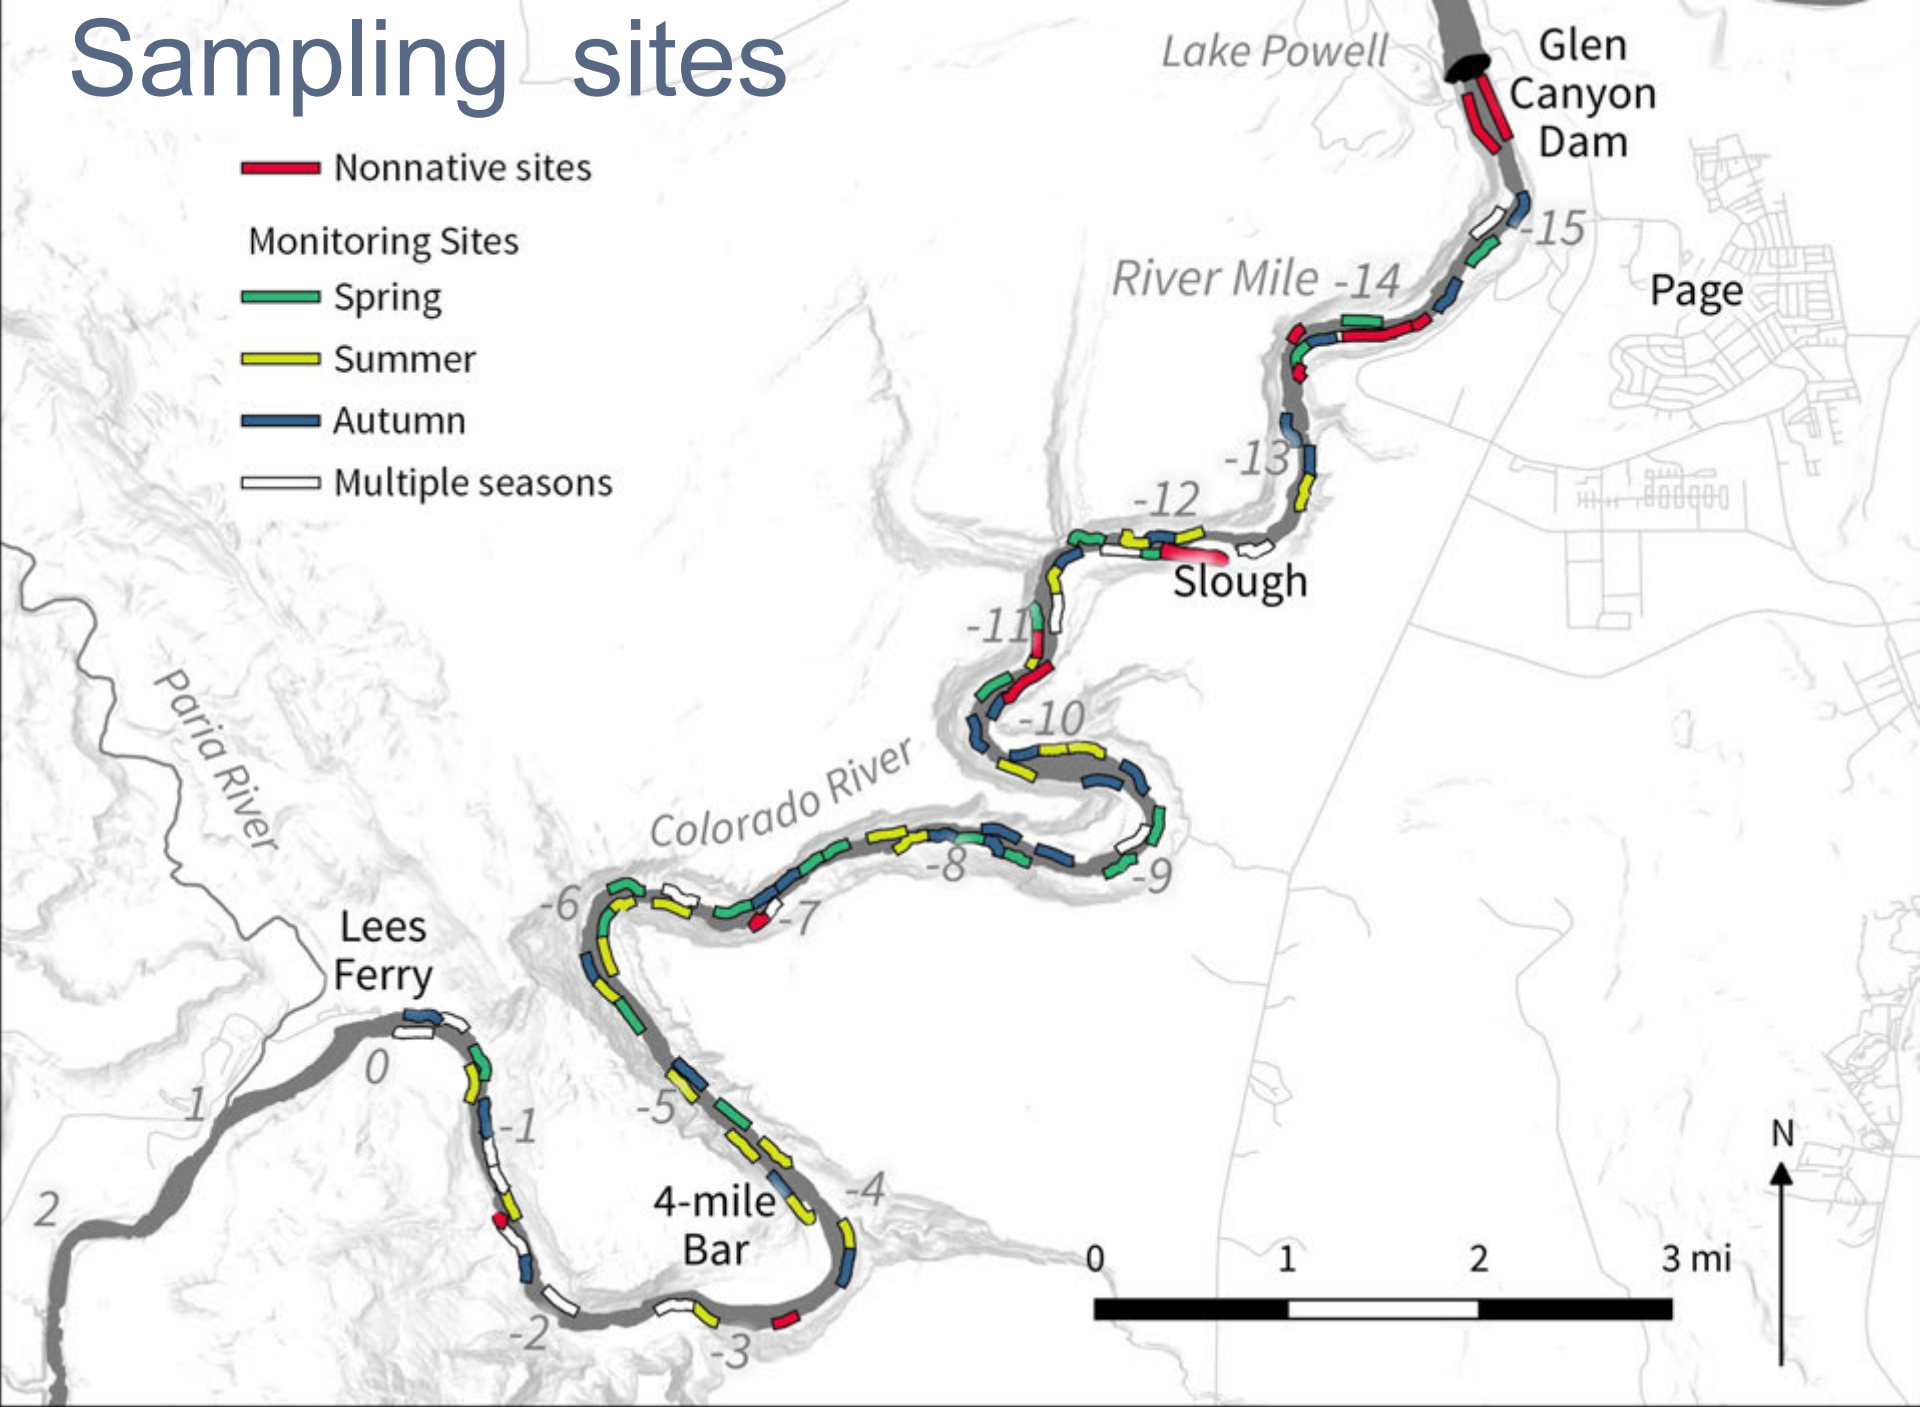 Sampling sites
Nonnative sites
Monitoring Sites
Spring
Summer
Autumn
Multiple seasons
Lake Powell
Glen
Canyon
Dam
-15
River Mile -14
Page
-13
-12
Slough
-11
-10
Paria River
Colorado River
-8
-9
-6
-7
Lees
Ferry
0
1
-5
-1
2
4-mile
Bar
-4
-2
-3
N
0 1 2 3 mi